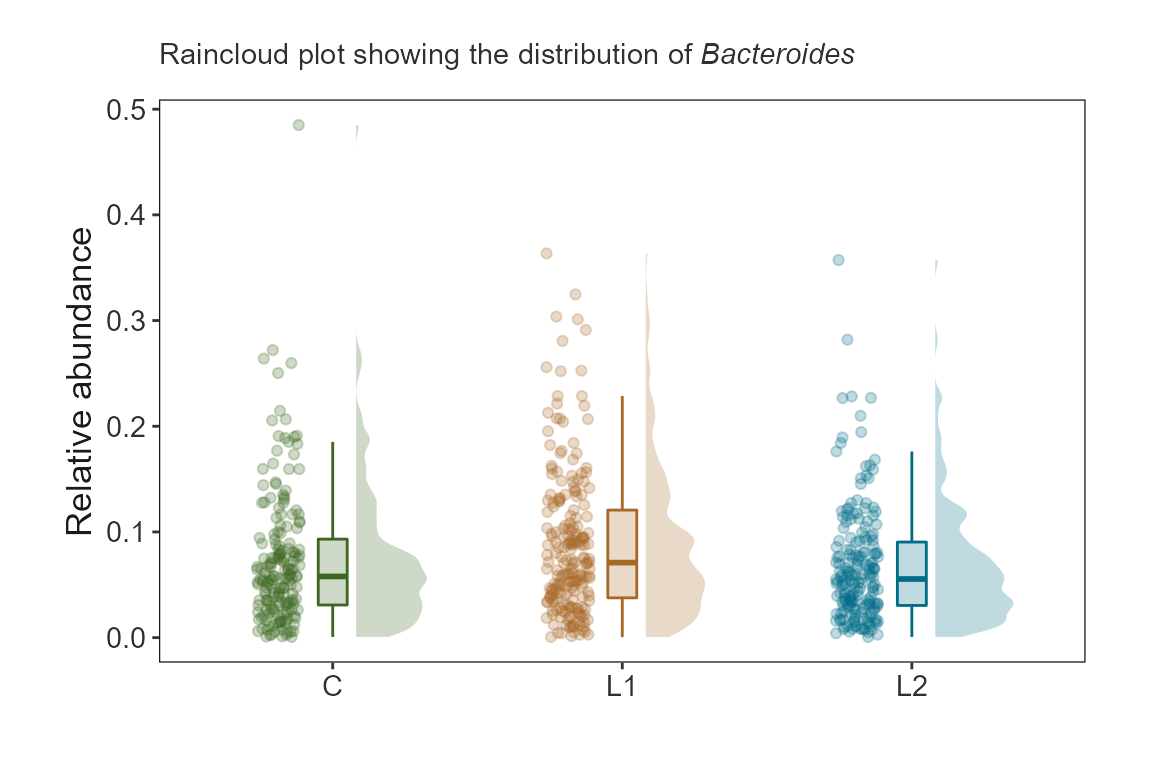 Raincloud plot showing the distribution of Bacteroides
0.5
0.4
0.3
0.2
0.1
0.0
Relative abundance
C L1 L2